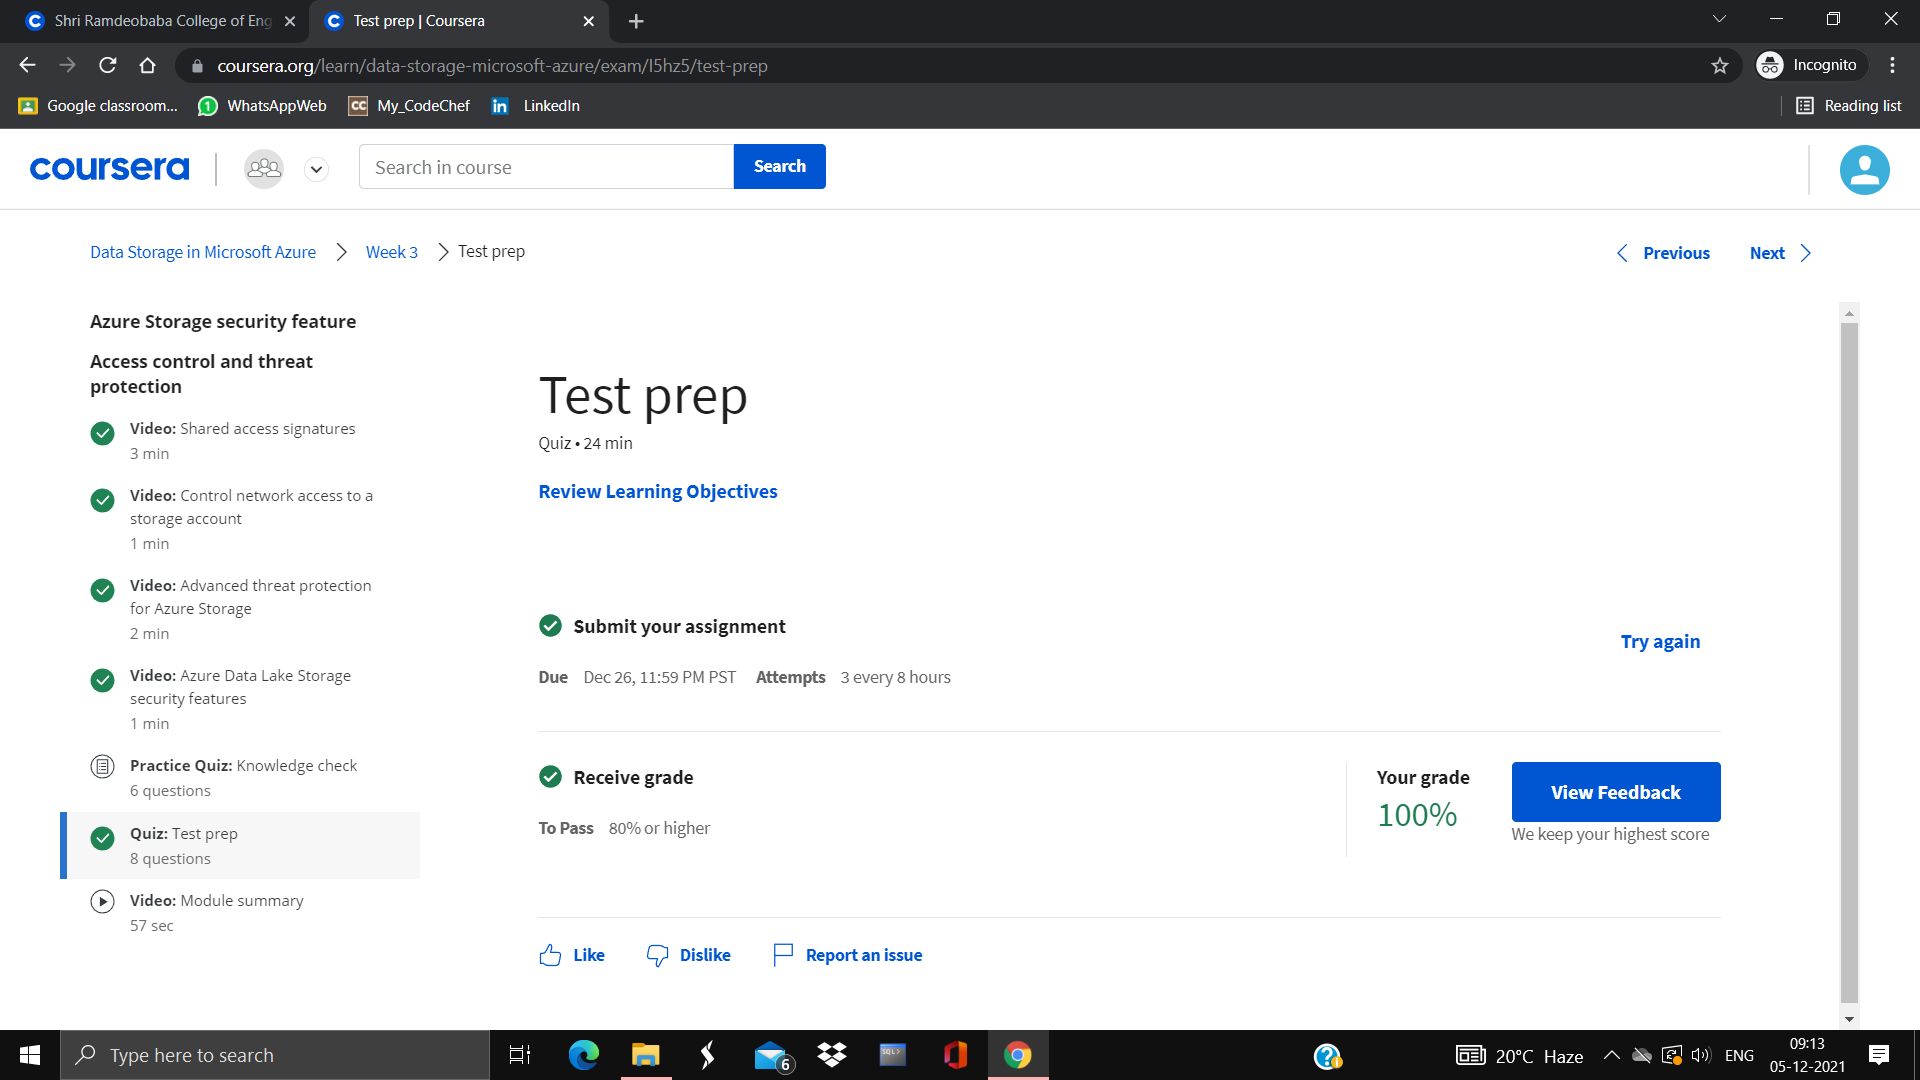 Shri Ramdeobaba College of Eng
Test prep | Coursera
coursera.org/learn/data-storage-microsoft-azure/exam/I5hz5/test-prep
Incognito
Google classroom...
WhatsAppWeb
My_CodeChef
LinkedIn
Reading list
coursera
Search in course
Search
Data Storage in Microsoft Azure
Week 3
Test prep
Previous
Next
Azure Storage security feature
Access control and threat
protection
Video: Shared access signatures
3 min
Video: Control network access to a
storage account
1 min
Video: Advanced threat protection
for Azure Storage
2 min
Video: Azure Data Lake Storage
security features
1 min
Practice Quiz: Knowledge check
6 questions
Quiz: Test prep
8 questions
Video: Module summary
57 sec
Test prep
Quiz • 24 min
Review Learning Objectives
Submit your assignment
Try again
Due Dec 26, 11:59 PM PST Attempts 3 every 8 hours
Receive grade
To Pass 80% or higher
Your grade
100%
View Feedback
We keep your highest score
Like
Dislike
Report an issue
Type here to search
6
20°C Haze
ENG
09:13
05-12-2021